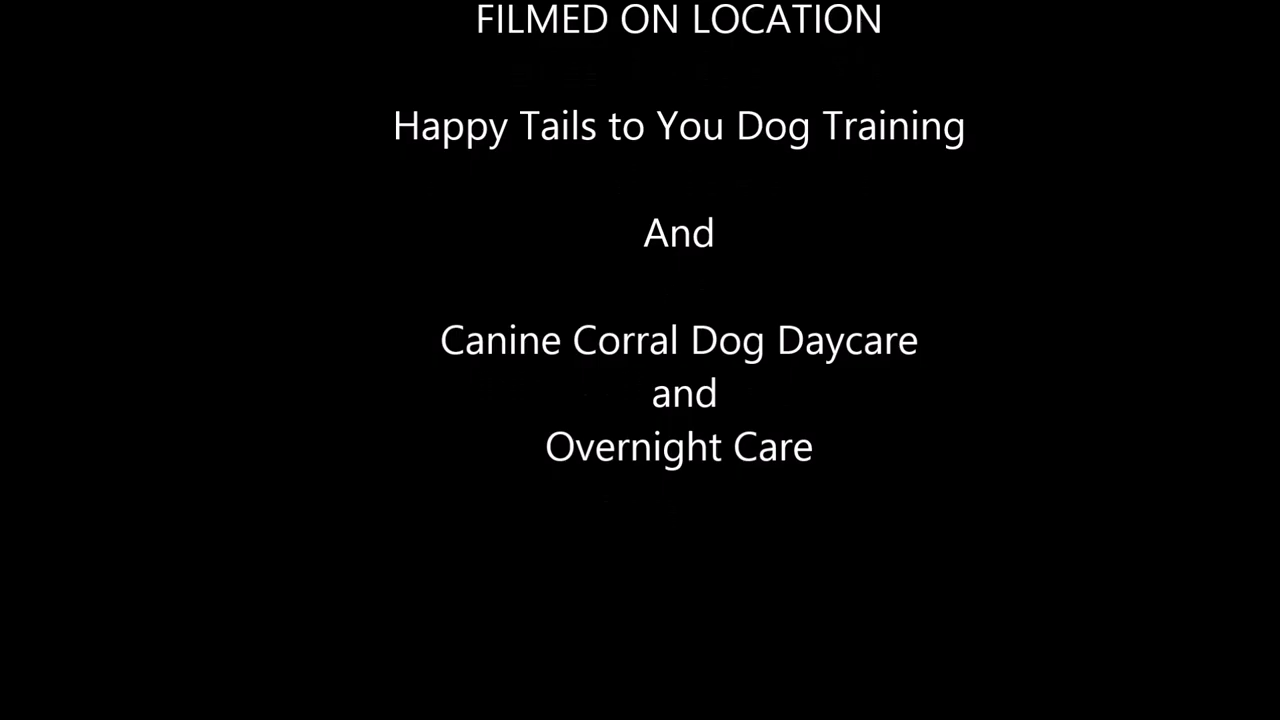 FILMED ON LOCATION
Happy Tails to You Dog Training
And
Canine Corral Dog Daycare
and
Overnight Care